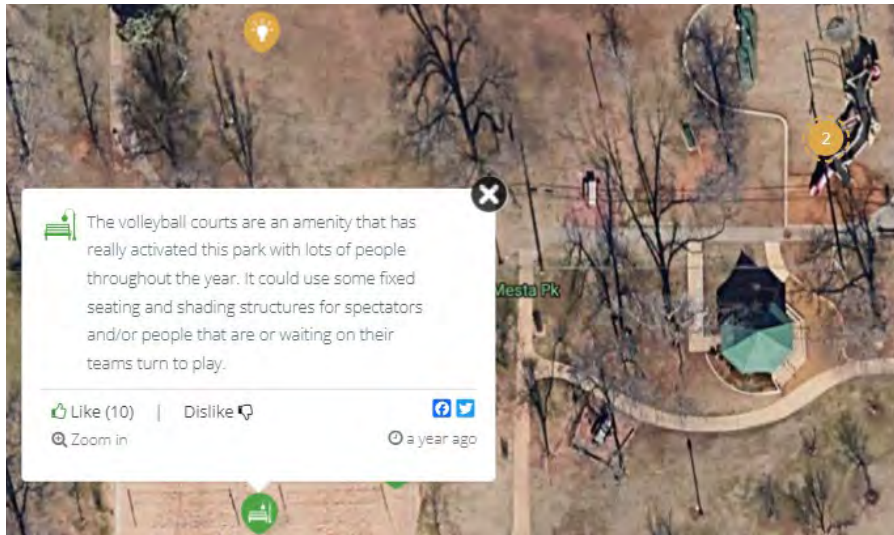 2
The volleyball courts are an amenity that has
really activated this park with lots of people
throughout the year. It could use some fixed
seating and shading structures for spectators
and/or people that are or waiting on their
teams turn to play.
Mesta Pk
Like (10) | Dislike
Zoom in
a year ago